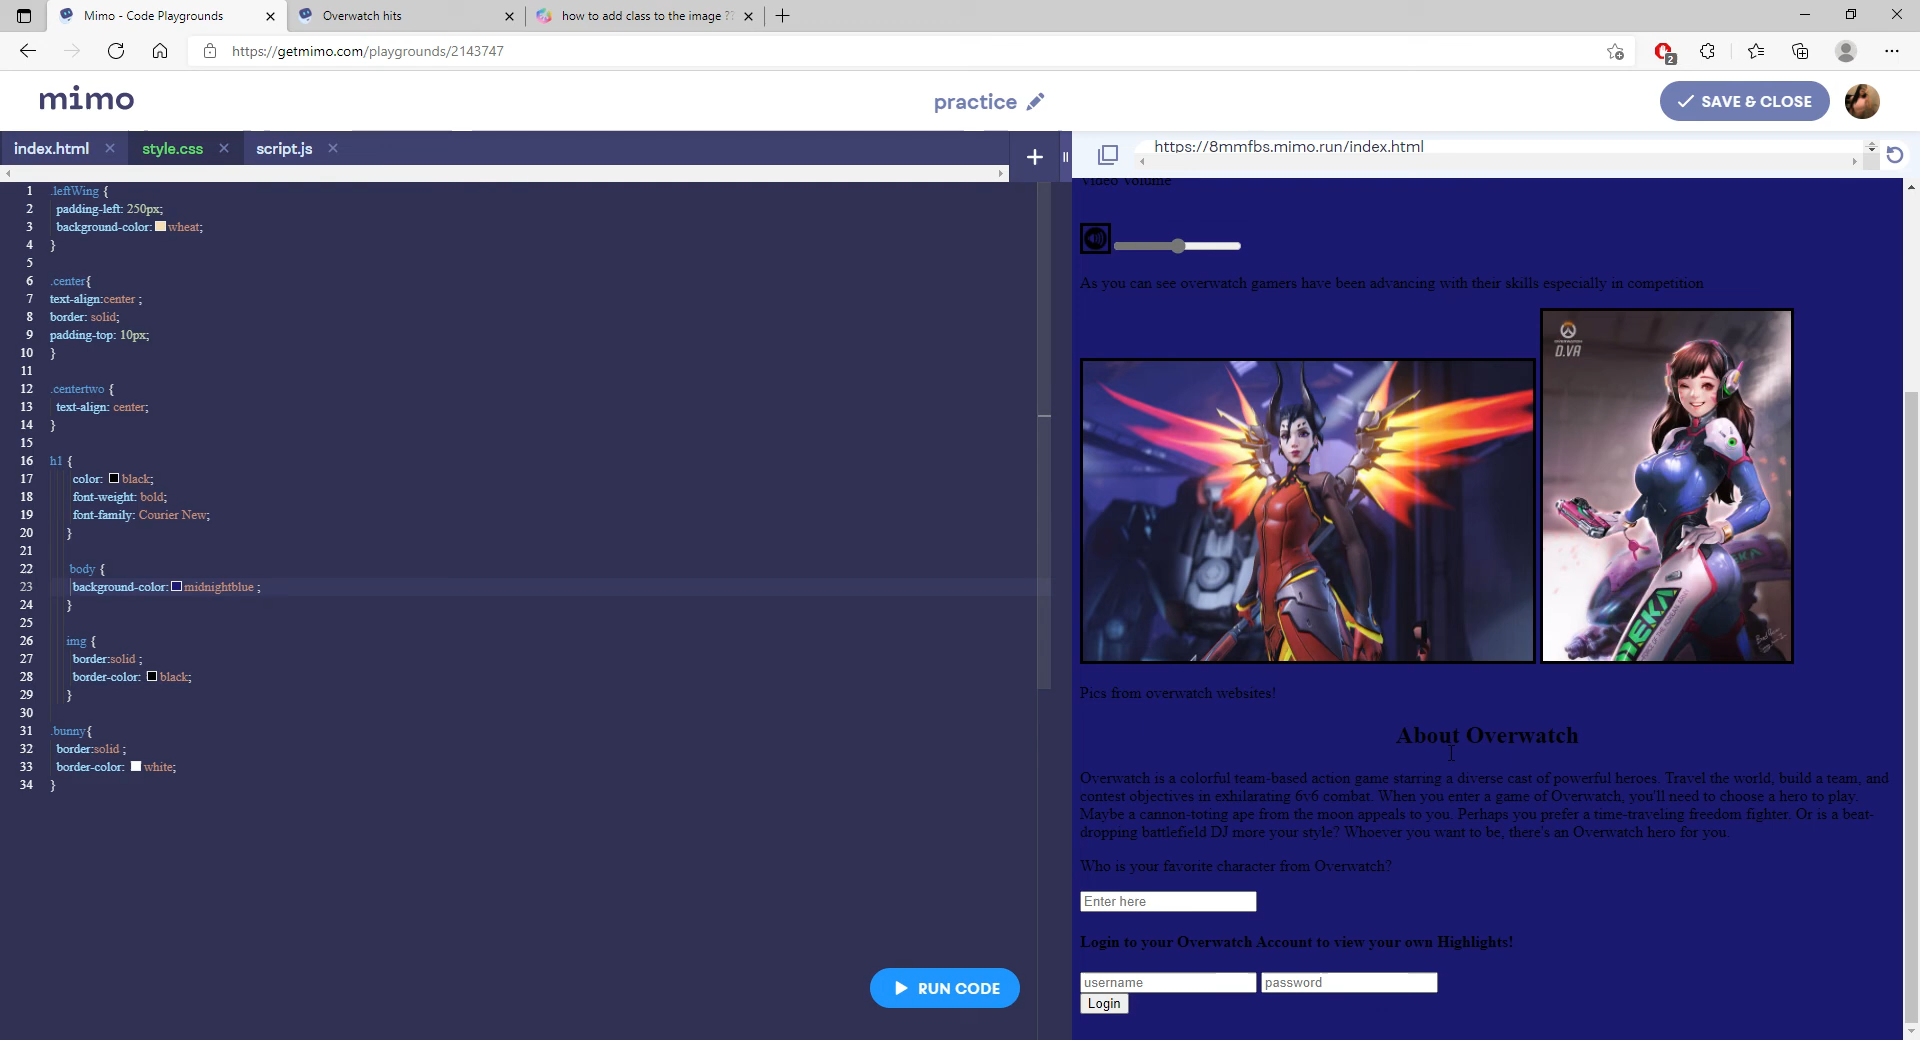 Mimo - Code Playgrounds
Overwatch hits
how to add class to the image ??
https://getmimo.com/playgrounds/2143747
2
mimo
practice
SAVE & CLOSE
index.html
style.css
script.js
https://8mmfbs.mimo.run/index.html
1 .leftWing {
2 padding-left: 250px;
3 background-color: wheat;
4 }
5
6 .center{
7 text-align:center ;
8 border: solid;
9 padding-top: 10px;
10 }
11
12 .centertwo {
13 text-align: center;
14 }
15
16 h1 {
17 color: black;
18 font-weight: bold;
19 font-family: Courier New;
20 }
21
22 body {
23 background-color: midnightblue ;
24 }
25
26 img {
27 border:solid ;
28 border-color: black;
29 }
30
31 .bunny{
32 border:solid ;
33 border-color: white;
34 }
RUN CODE
Video Volume
As you can see overwatch gamers have been advancing with their skills especially in competition
D.VA
MEKA
Pics from overwatch websites!
About Overwatch
Overwatch is a colorful team-based action game starring a diverse cast of powerful heroes. Travel the world, build a team, and
contest objectives in exhilarating 6v6 combat. When you enter a game of Overwatch, you'll need to choose a hero to play.
Maybe a cannon-toting ape from the moon appeals to you. Perhaps you prefer a time-traveling freedom fighter. Or is a beat-
dropping battlefield DJ more your style? Whoever you want to be, there's an Overwatch hero for you.
Who is your favorite character from Overwatch?
Enter here
Login to your Overwatch Account to view your own Highlights!
username
password
Login